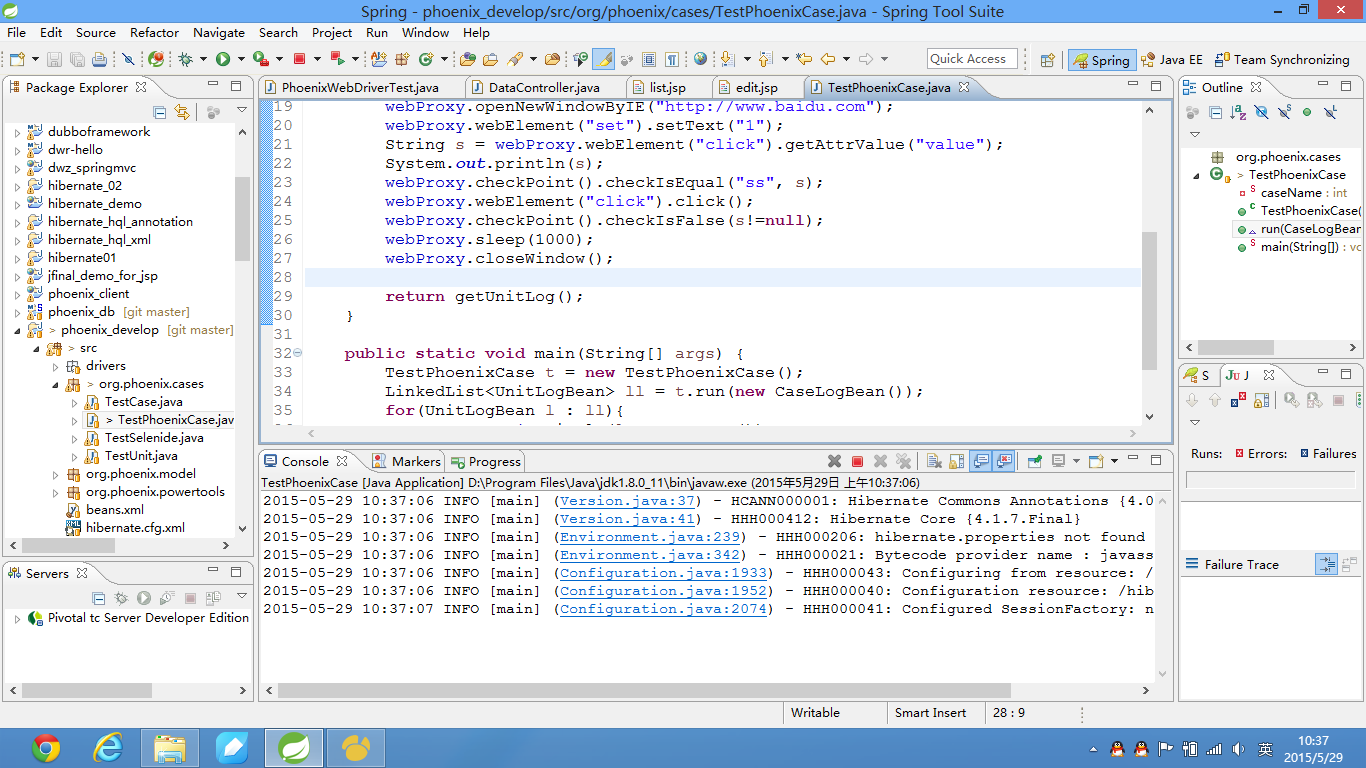 Spring - phoenix_develop/src/org/phoenix/cases/TestPhoenixCase.java - Spring Tool Suite
File Edit Source Refactor Navigate Search Project Run Window Help
Quick Access
Spring
Java EE
Team Synchronizing
Package Explorer
dubboframework
dwr-hello
dwz_springmvc
hibernate_02
hibernate_demo
hibernate_hql_annotation
hibernate_hql_xml
hibernate01
jfinal_demo_for_jsp
phoenix_client
phoenix_db [git master]
> phoenix_develop [git master]
> src
drivers
> org.phoenix.cases
TestCase.java
> TestPhoenixCase.jav
TestSelenide.java
TestUnit.java
org.phoenix.model
org.phoenix.powertools
beans.xml
hibernate.cfg.xml
Servers
Pivotal tc Server Developer Edition
PhoenixWebDriverTest.java DataController.java list.jsp edit.jsp TestPhoenixCase.java
19 webProxy.openNewWindowByIE("http://www.baidu.com");
20 webProxy.webElement("set").setText("1");
21 String s = webProxy.webElement("click").getAttrValue("value");
22 System.out.println(s);
23 webProxy.checkPoint().checkIsEqual("ss", s);
24 webProxy.webElement("click").click();
25 webProxy.checkPoint().checkIsFalse(s!=null);
26 webProxy.sleep(1000);
27 webProxy.closeWindow();
28
29 return getUnitLog();
30 }
31
32 public static void main(String[] args) {
33 TestPhoenixCase t = new TestPhoenixCase();
34 LinkedList<UnitLogBean> ll = t.run(new CaseLogBean());
35 for(UnitLogBean l : ll){
Console Markers Progress
TestPhoenixCase [Java Application] D:\Program Files\Java\jdk1.8.0_11\bin\javaw.exe (2015年5月29日 上午10:37:06)
2015-05-29 10:37:06 INFO [main] (Version.java:37) - HCANN000001: Hibernate Commons Annotations {4.0
2015-05-29 10:37:06 INFO [main] (Version.java:41) - HHH000412: Hibernate Core {4.1.7.Final}
2015-05-29 10:37:06 INFO [main] (Environment.java:239) - HHH000206: hibernate.properties not found
2015-05-29 10:37:06 INFO [main] (Environment.java:342) - HHH000021: Bytecode provider name : javass
2015-05-29 10:37:06 INFO [main] (Configuration.java:1933) - HHH000043: Configuring from resource: /
2015-05-29 10:37:06 INFO [main] (Configuration.java:1952) - HHH000040: Configuration resource: /hib
2015-05-29 10:37:07 INFO [main] (Configuration.java:2074) - HHH000041: Configured SessionFactory: n
Outline
org.phoenix.cases
> TestPhoenixCase
caseName : int
TestPhoenixCase(
run(CaseLogBear
main(String[]) : vc
S
Ju J
Runs: Errors: Failures
Failure Trace
Writable
Smart Insert
28 : 9
英
10:37
2015/5/29